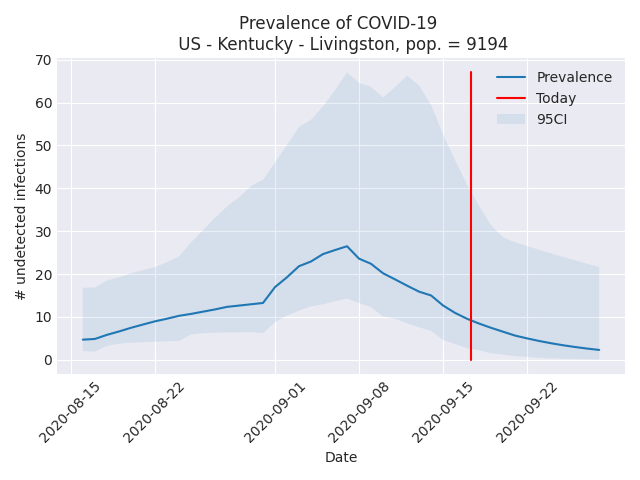 Prevalence of COVID-19
US - Kentucky - Livingston, pop. = 9194
Prevalence
Today
95CI
# undetected infections
70
60
50
40
30
20
10
0
2020-08-15
2020-08-22
2020-09-01
2020-09-08
2020-09-15
2020-09-22
Date